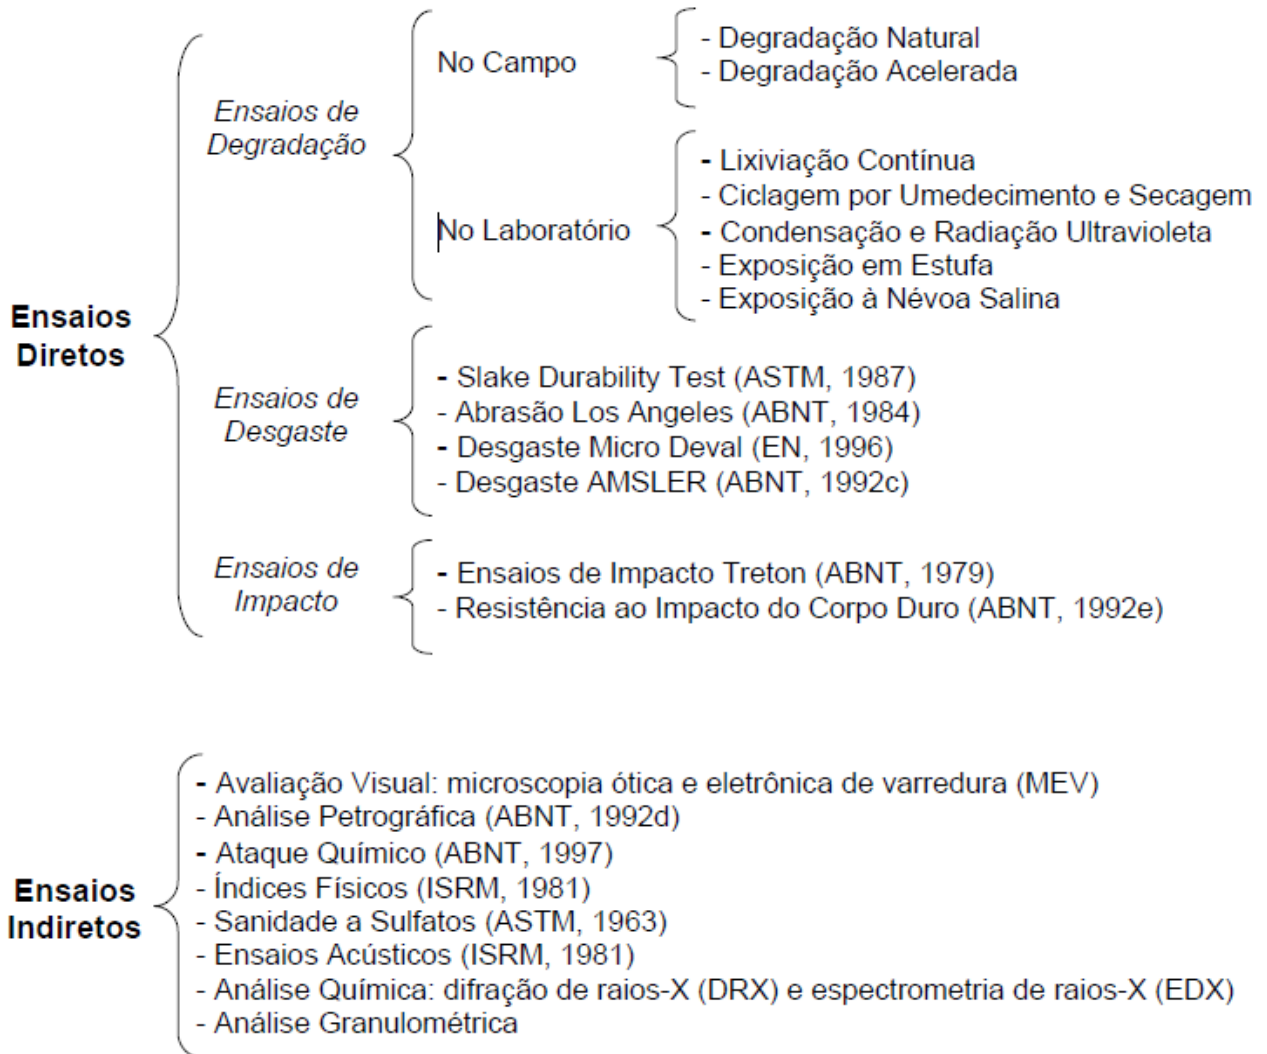 Ensaios
Diretos
Ensaios de
Degradação
No Campo
- Degradação Natural
- Degradação Acelerada
No Laboratório
- Lixiviação Contínua
- Ciclagem por Umedecimento e Secagem
- Condensação e Radiação Ultravioleta
- Exposição em Estufa
- Exposição à Névoa Salina
Ensaios de
Desgaste
- Slake Durability Test (ASTM, 1987)
- Abrasão Los Angeles (ABNT, 1984)
- Desgaste Micro Deval (EN, 1996)
- Desgaste AMSLER (ABNT, 1992c)
Ensaios de
Impacto
- Ensaios de Impacto Treton (ABNT, 1979)
- Resistência ao Impacto do Corpo Duro (ABNT, 1992e)
Ensaios
Indiretos
- Avaliação Visual: microscopia ótica e eletrônica de varredura (MEV)
- Análise Petrográfica (ABNT, 1992d)
- Ataque Químico (ABNT, 1997)
- Índices Físicos (ISRM, 1981)
- Sanidade a Sulfatos (ASTM, 1963)
- Ensaios Acústicos (ISRM, 1981)
- Análise Química: difração de raios-X (DRX) e espectrometria de raios-X (EDX)
- Análise Granulométrica